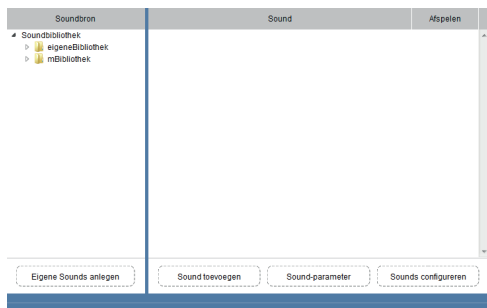 Soundbron Sound Afspelen
Soundbibliothek
eigeneBibliothek
mBibliothek
Eigene Sounds anlegen Sound toevoegen Sound-parameter Sounds configureren